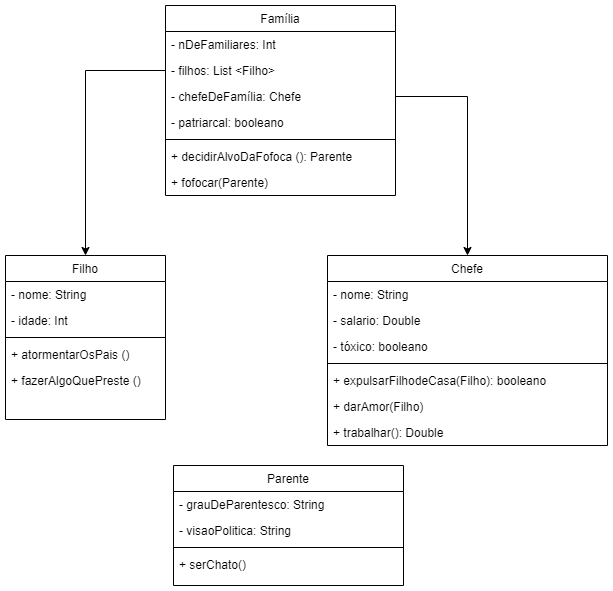 Família
- nDeFamiliares: Int
- filhos: List <Filho>
- chefeDeFamília: Chefe
- patriarcal: booleano
+ decidirAlvoDaFofoca (): Parente
+ fofocar(Parente)
Filho
- nome: String
- idade: Int
+ atormentarOsPais ()
+ fazerAlgoQuePreste ()
Chefe
- nome: String
- salario: Double
- tóxico: booleano
+ expulsarFilhodeCasa(Filho): booleano
+ darAmor(Filho)
+ trabalhar(): Double
Parente
- grauDeParentesco: String
- visaoPolitica: String
+ serChato()